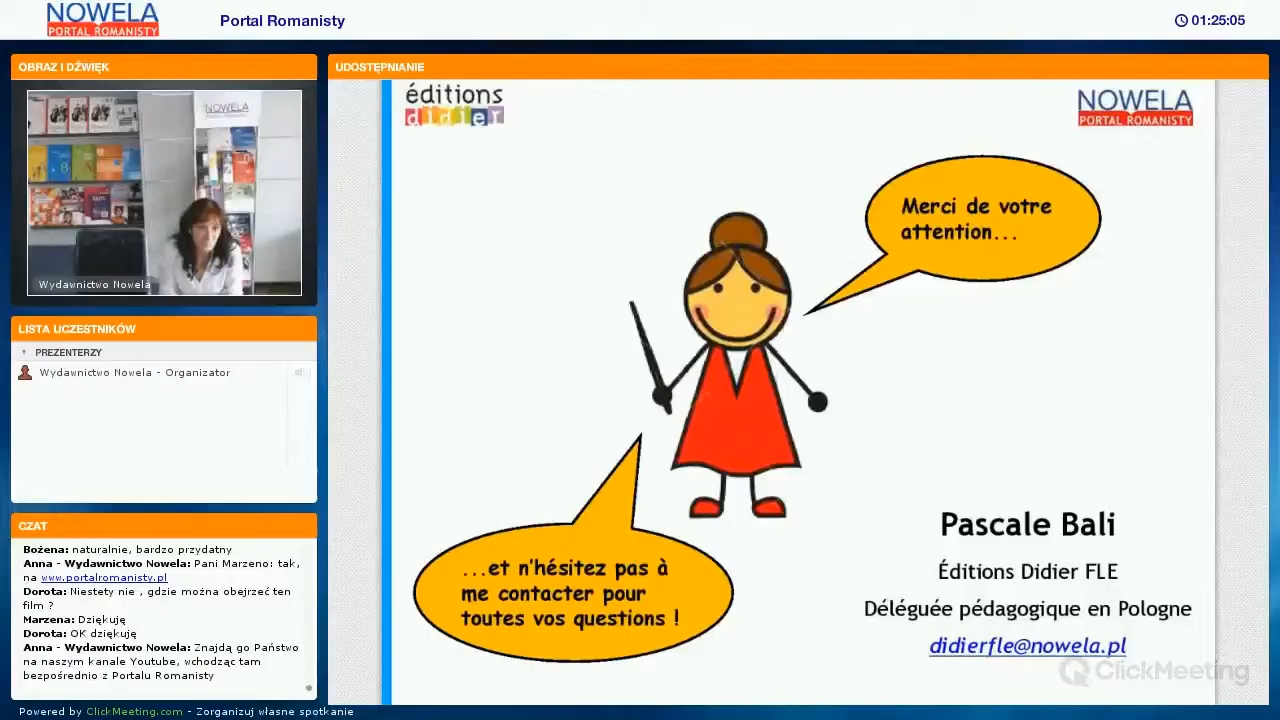 NOWELA
PORTAL ROMANISTY
Portal Romanisty
01:25:05
OBRAZ I DŹWIĘK
NOWELA
Wydawnictwo Nowela
LISTA UCZESTNIKÓW
PREZENTERZY
Wydawnictwo Nowela - Organizator
CZAT
Bożena: naturalnie, bardzo przydatny
Anna - Wydawnictwo Nowela: Pani Marzeno: tak,
na www.portalromanisty.pl
Dorota: Niestety nie , gdzie można obejrzeć ten
film ?
Marzena: Dziękuję
Dorota: OK dziękuję
Anna - Wydawnictwo Nowela: Znajdą go Państwo
na naszym kanale Youtube, wchodząc tam
bezpośrednio z Portalu Romanisty
UDOSTĘPNIANIE
éditions
didier
NOWELA
PORTAL ROMANISTY
Merci de votre
attention...
...et n'hésitez pas à
me contacter pour
toutes vos questions !
Pascale Bali
Éditions Didier FLE
Déléguée pédagogique en Pologne
didierfle@nowela.pl
ClickMeeting
Powered by ClickMeeting.com - Zorganizuj własne spotkanie